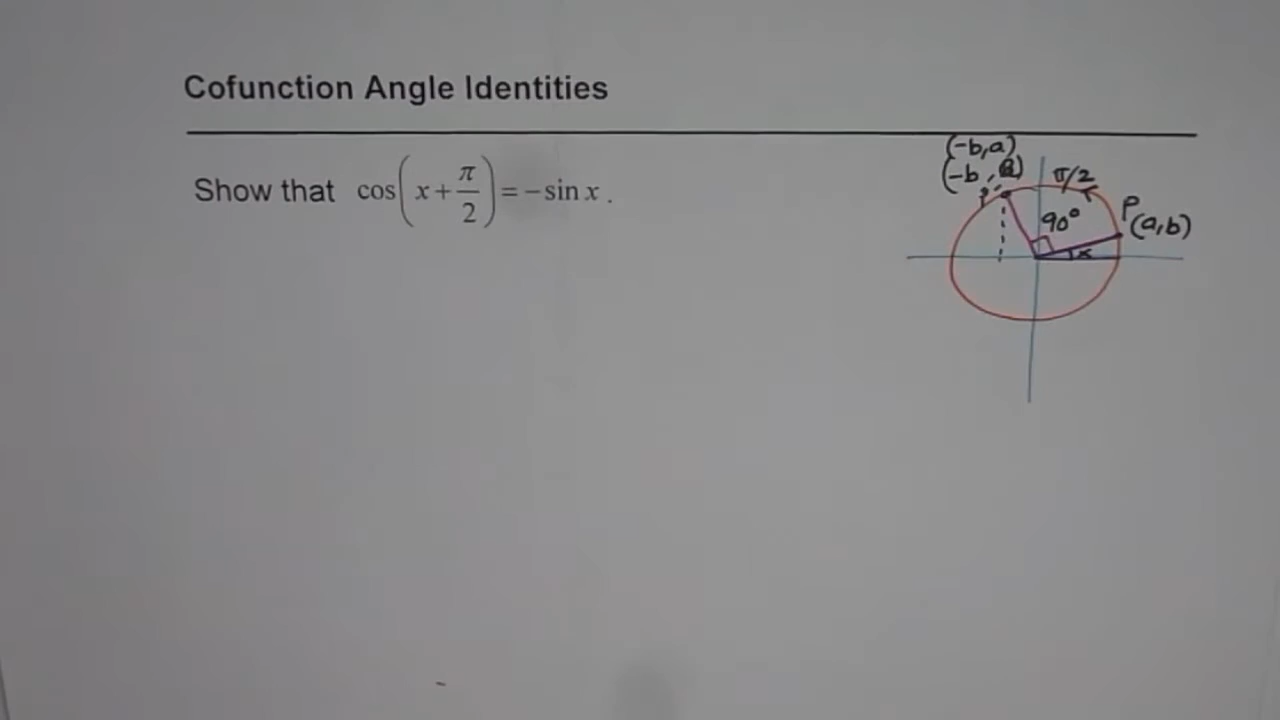 Cofunction Angle Identities
Show that cos(x+π/2)=-sin x.
(-b,a)
(-b,a)
P'
π/2
P
(a,b)
90°
x